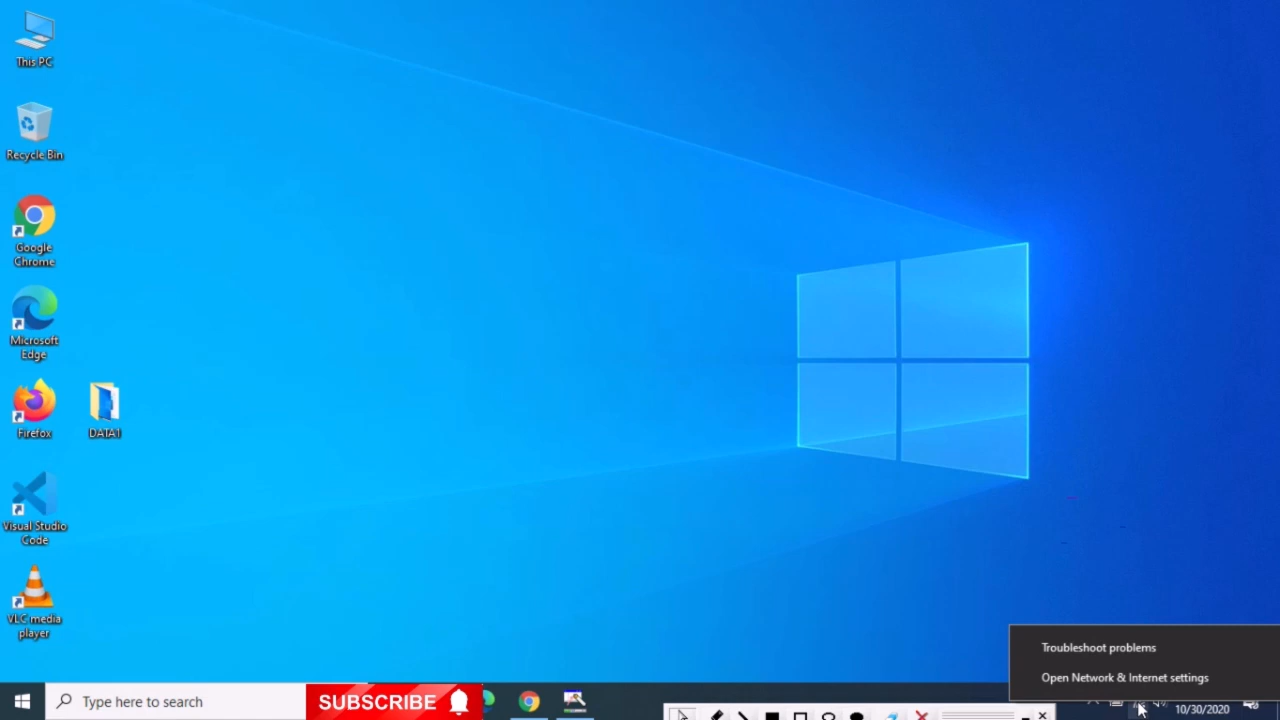 This PC
Recycle Bin
Google
Chrome
Microsoft
Edge
Firefox
DATA1
Visual Studio
Code
VLC media
player
Troubleshoot problems
Open Network & Internet settings
Type here to search
SUBSCRIBE
10/30/2020